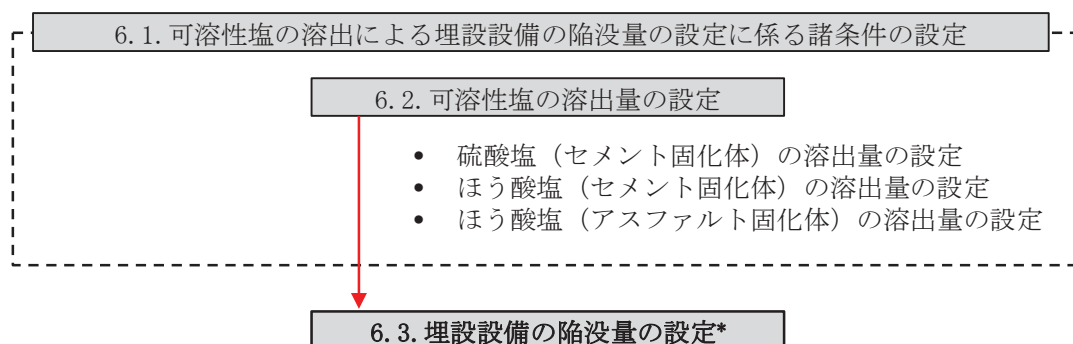 6.1.可溶性塩の溶出による埋設設備の陥没量の設定に係る諸条件の設定
6.2.可溶性塩の溶出量の設定
• 硫酸塩（セメント固化体）の溶出量の設定
• ほう酸塩（セメント固化体）の溶出量の設定
• ほう酸塩（アスファルト固化体）の溶出量の設定
6.3.埋設設備の陥没量の設定*